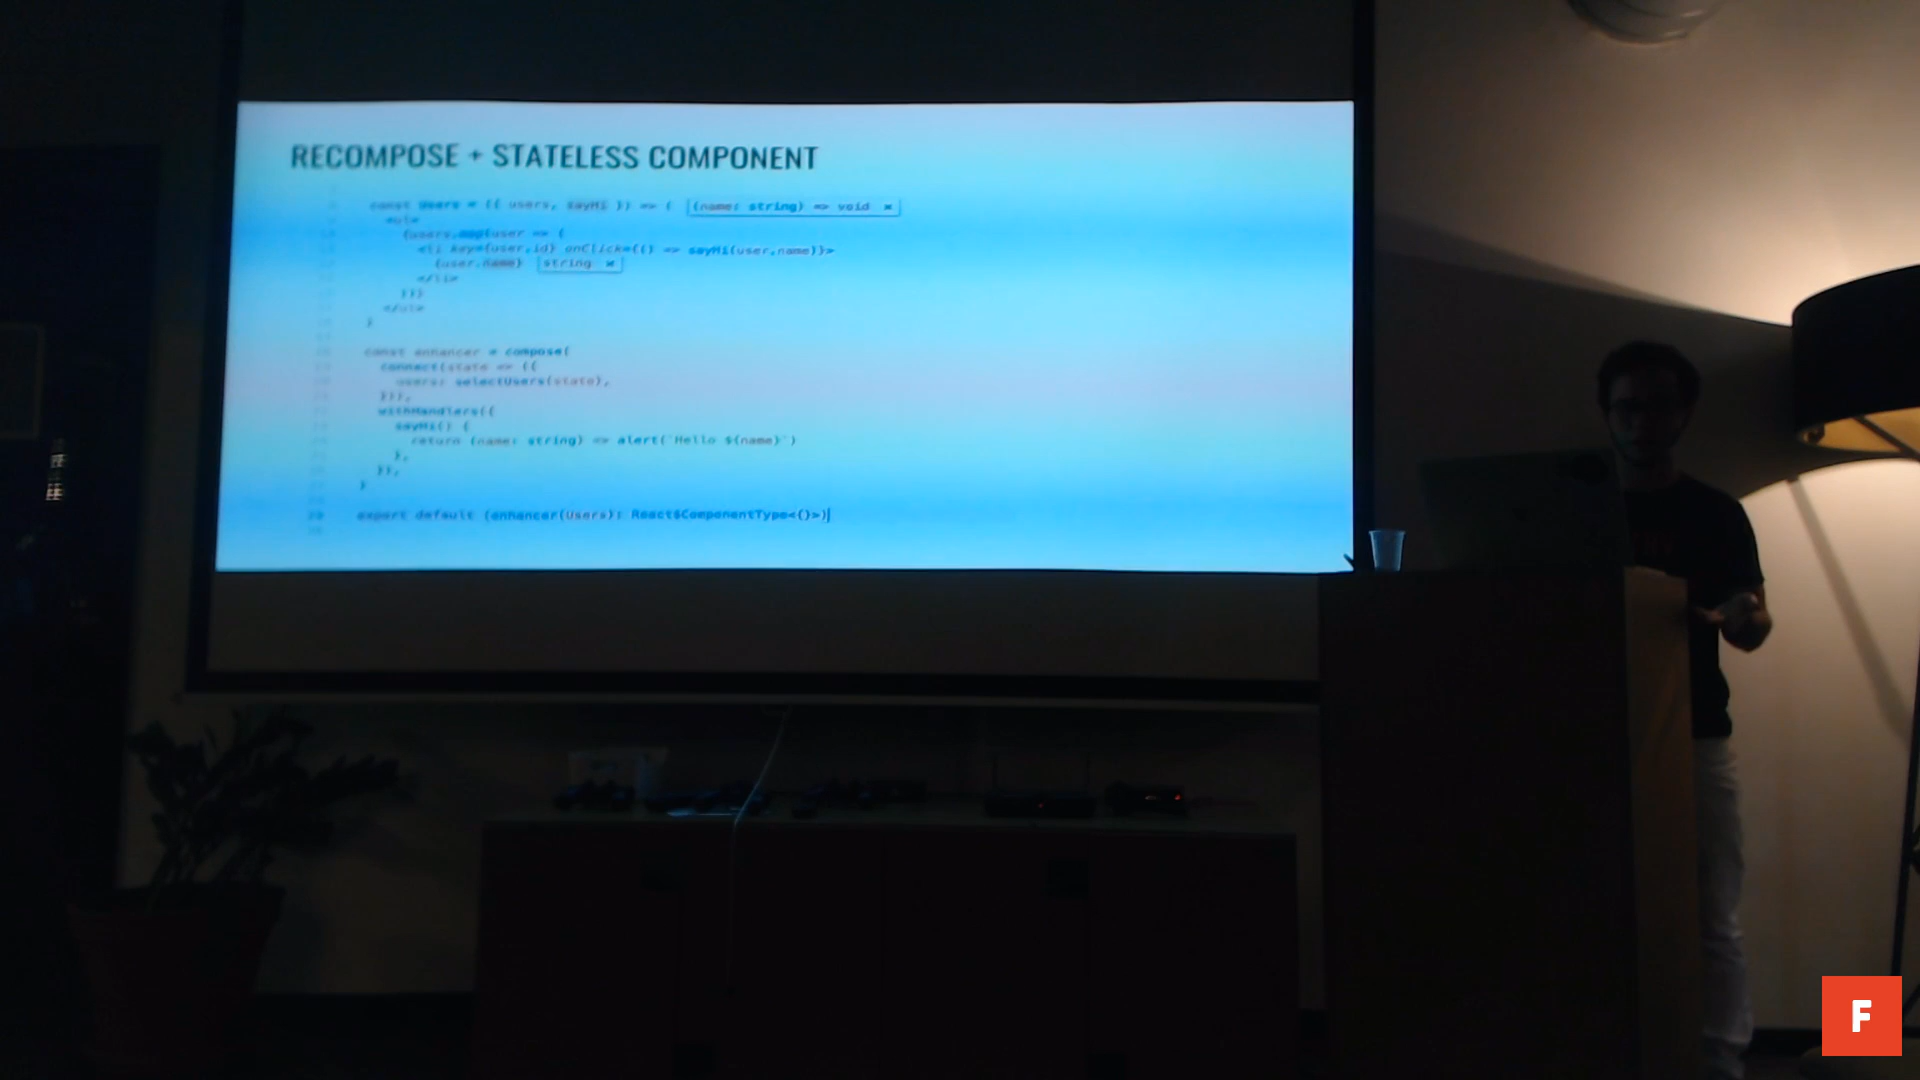 RECOMPOSE + STATELESS COMPONENT
const Users = ({ users, sayHi }) => ( (name: string) => void ×
<ul>
{users.map(user => (
<li key={user.id} onClick={() => sayHi(user.name)}>
{user.name} string ×
</li>
))}
</ul>
)
const enhancer = compose(
connect(state => ({
users: selectUsers(state),
})),
withHandlers({
sayHi() {
return (name: string) => alert(`Hello ${name}`)
},
}),
)
export default (enhancer(Users): React$ComponentType<{}>)
F